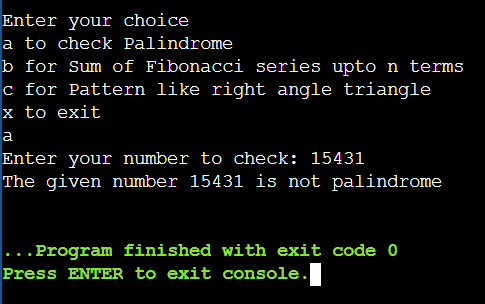 Enter your choice
a to check Palindrome
b for Sum of Fibonacci series upto n terms
c for Pattern like right angle triangle
x to exit
a
Enter your number to check: 15431
The given number 15431 is not palindrome
...Program finished with exit code 0
Press ENTER to exit console.